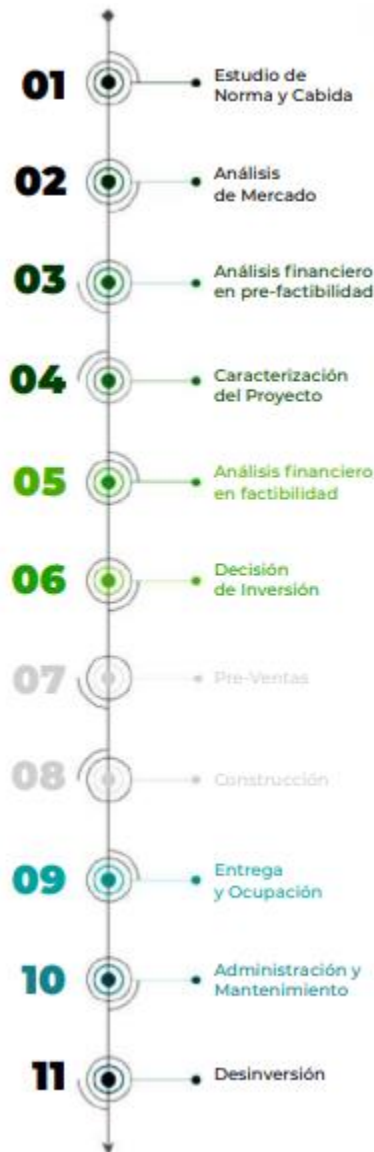 01
Estudio de
Norma y Cabida
02
Análisis
de Mercado
03
Análisis financiero
en pre-factibilidad
04
Caracterización
del Proyecto
05
Análisis financiero
en factibilidad
06
Decisión
de Inversión
07
Pre-Ventas
08
Construcción
09
Entrega
y Ocupación
10
Administración y
Mantenimiento
11
Desinversión